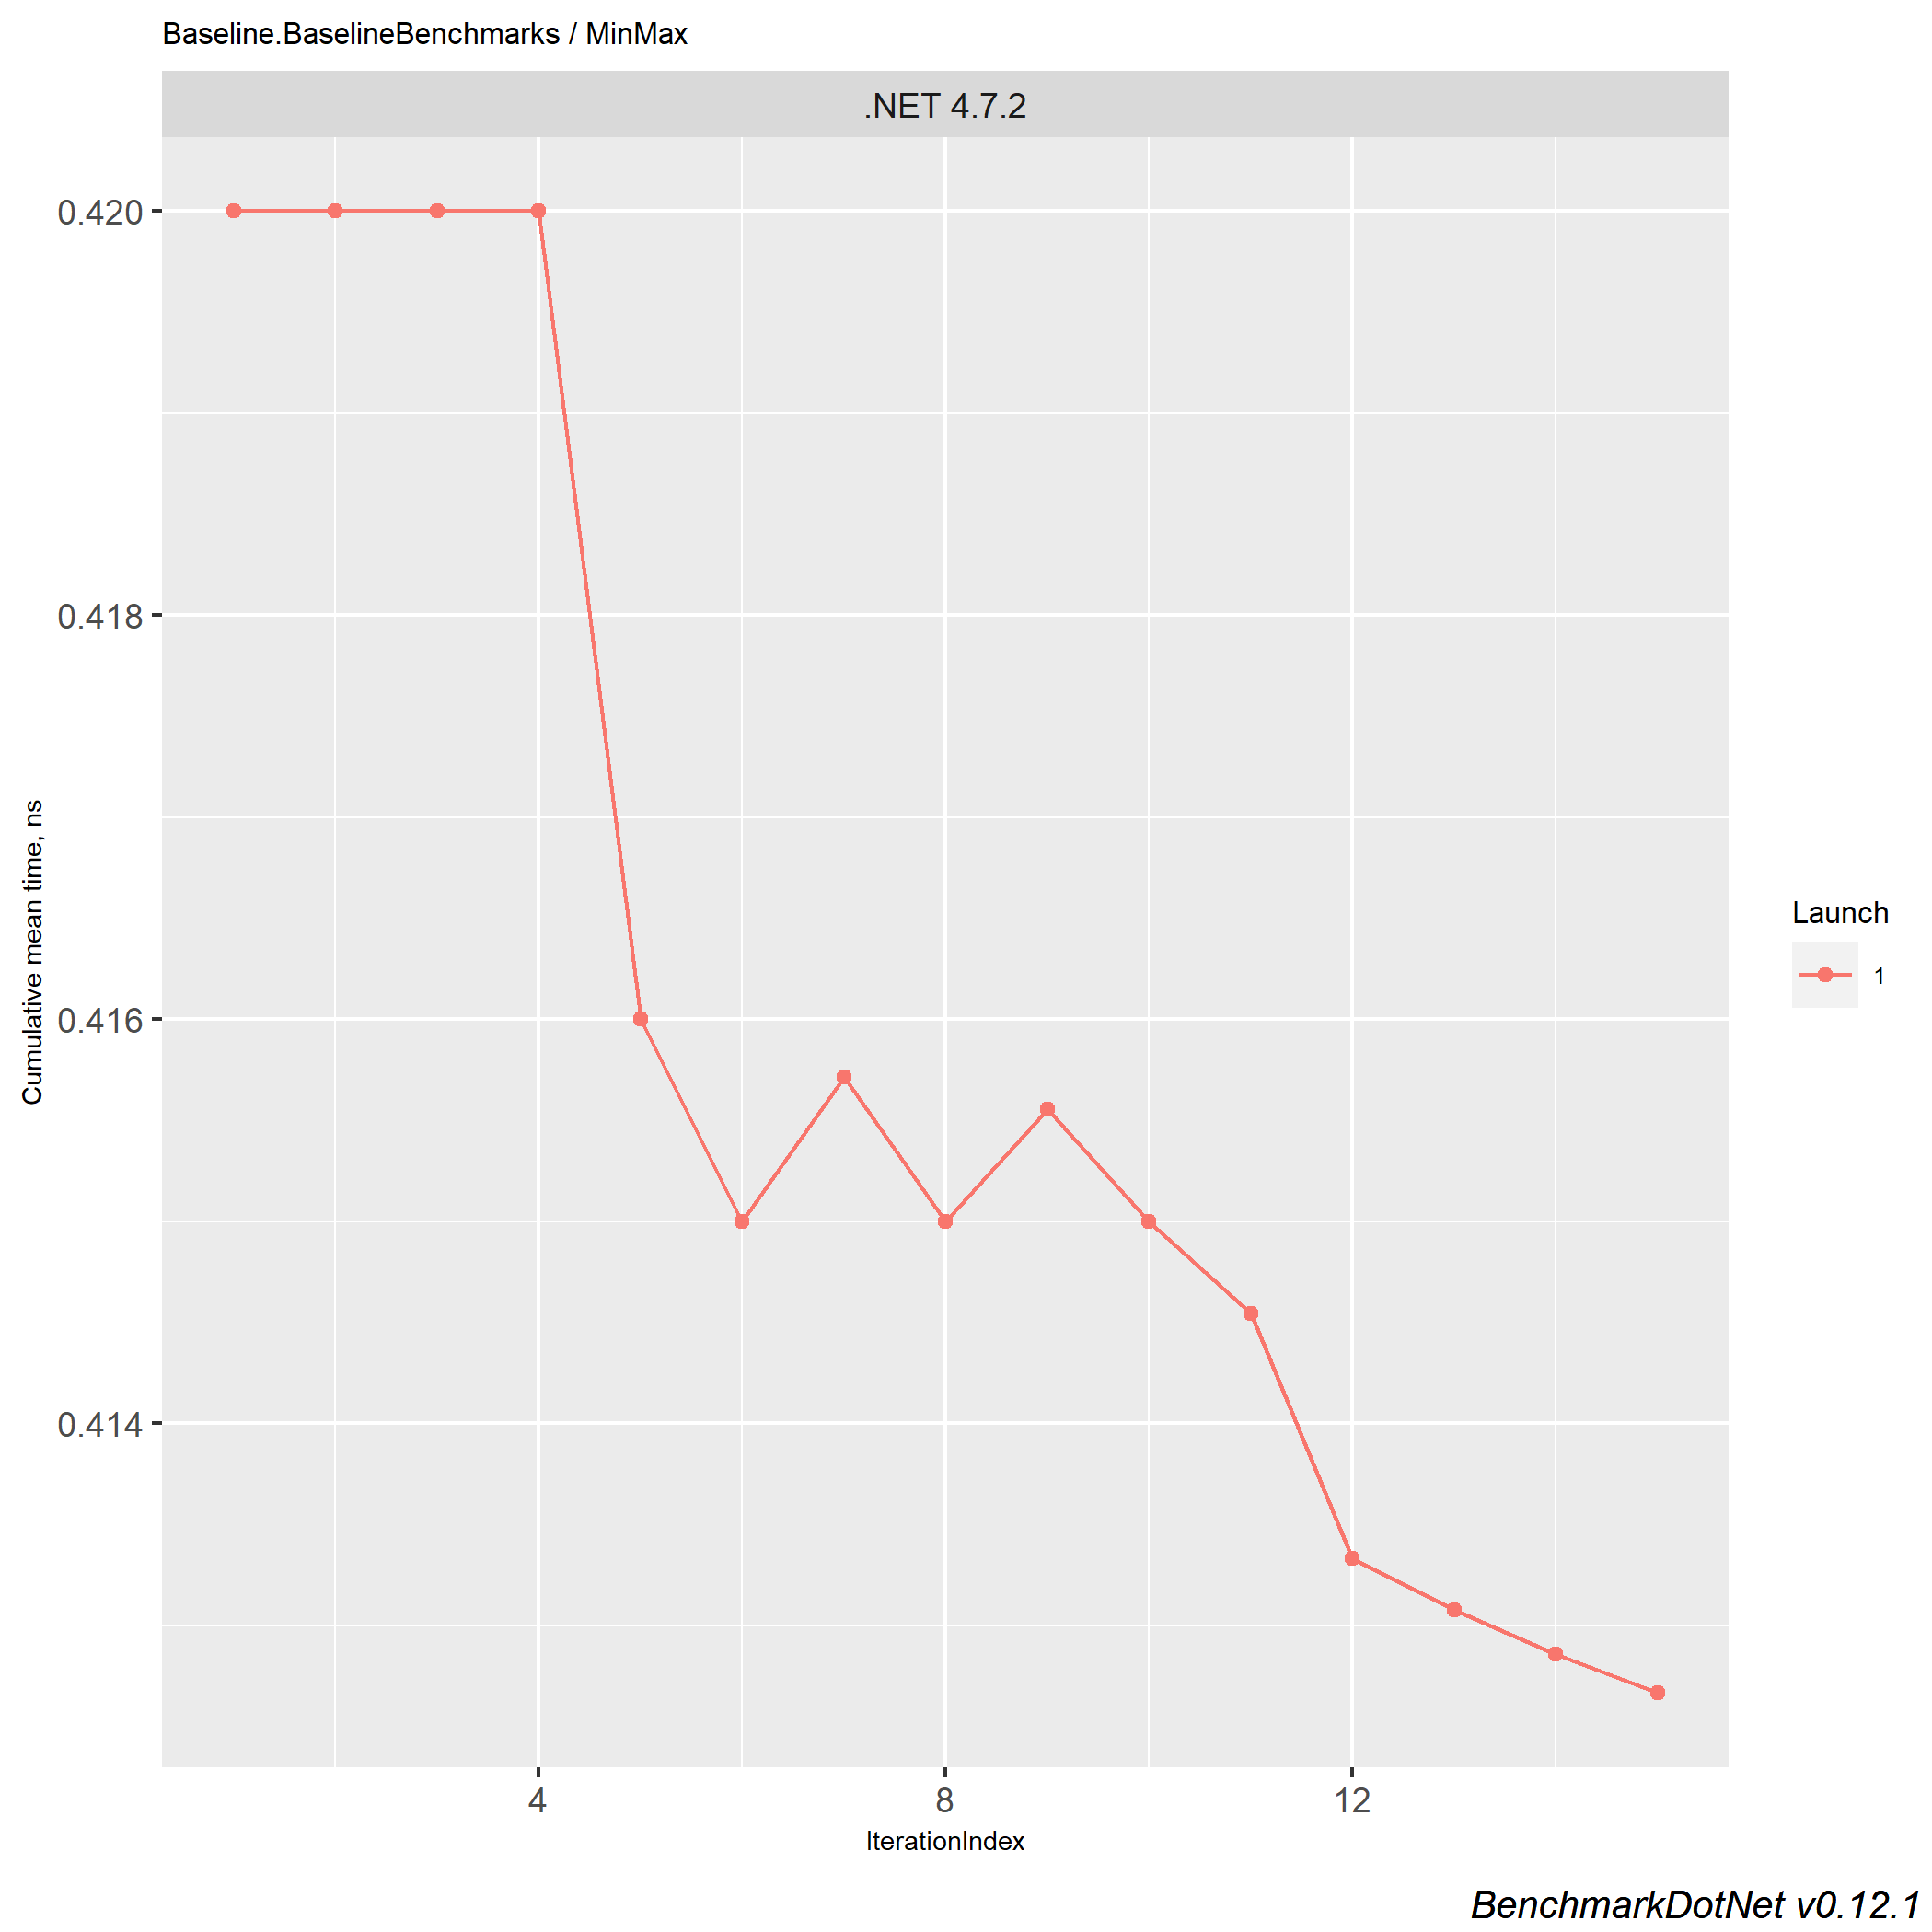 Baseline.BaselineBenchmarks / MinMax
.NET 4.7.2
0.420
0.418
0.416
0.414
Cumulative mean time, ns
4
8
12
IterationIndex
Launch
1
BenchmarkDotNet v0.12.1